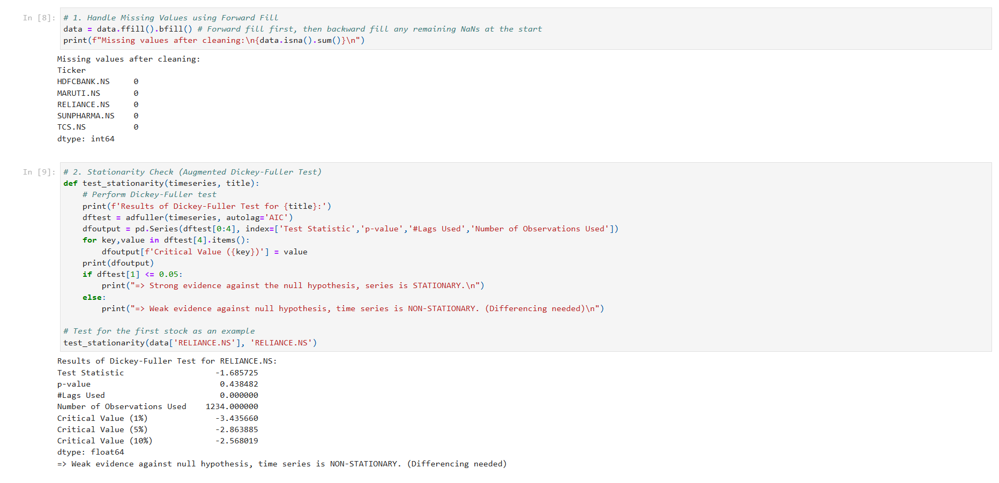 In [8]: # 1. Handle Missing Values using Forward Fill
data = data.ffill().bfill() # Forward fill first, then backward fill any remaining NaNs at the start
print(f"Missing values after cleaning:\n{data.isna().sum()}\n")
Missing values after cleaning:
Ticker
HDFCBANK.NS     0
MARUTI.NS       0
RELIANCE.NS     0
SUNPHARMA.NS    0
TCS.NS          0
dtype: int64
In [9]: # 2. Stationarity Check (Augmented Dickey-Fuller Test)
def test_stationarity(timeseries, title):
    # Perform Dickey-Fuller test
    print(f'Results of Dickey-Fuller Test for {title}:')
    dftest = adfuller(timeseries, autolag='AIC')
    dfoutput = pd.Series(dftest[0:4], index=['Test Statistic','p-value','#Lags Used','Number of Observations Used'])
    for key,value in dftest[4].items():
        dfoutput[f'Critical Value ({key})'] = value
    print(dfoutput)
    if dftest[1] <= 0.05:
        print("=> Strong evidence against the null hypothesis, series is STATIONARY.\n")
    else:
        print("=> Weak evidence against null hypothesis, time series is NON-STATIONARY. (Differencing needed)\n")
# Test for the first stock as an example
test_stationarity(data['RELIANCE.NS'], 'RELIANCE.NS')
Results of Dickey-Fuller Test for RELIANCE.NS:
Test Statistic                   -1.685725
p-value                           0.438482
#Lags Used                        0.000000
Number of Observations Used    1234.000000
Critical Value (1%)              -3.435660
Critical Value (5%)              -2.863885
Critical Value (10%)             -2.568019
dtype: float64
=> Weak evidence against null hypothesis, time series is NON-STATIONARY. (Differencing needed)